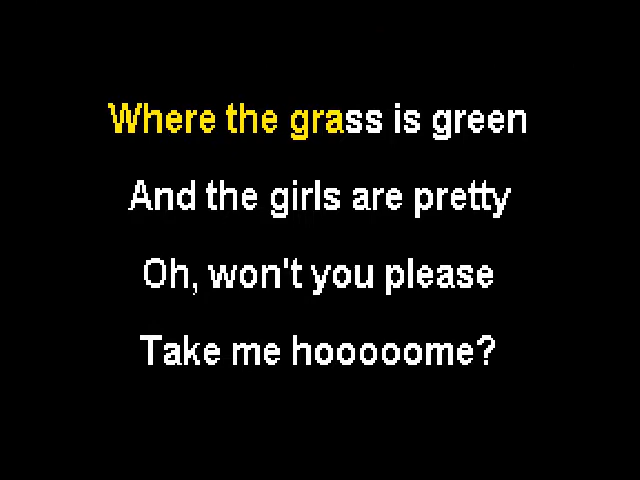 Where the grass is green
And the girls are pretty
Oh, won't you please
Take me hooooome?